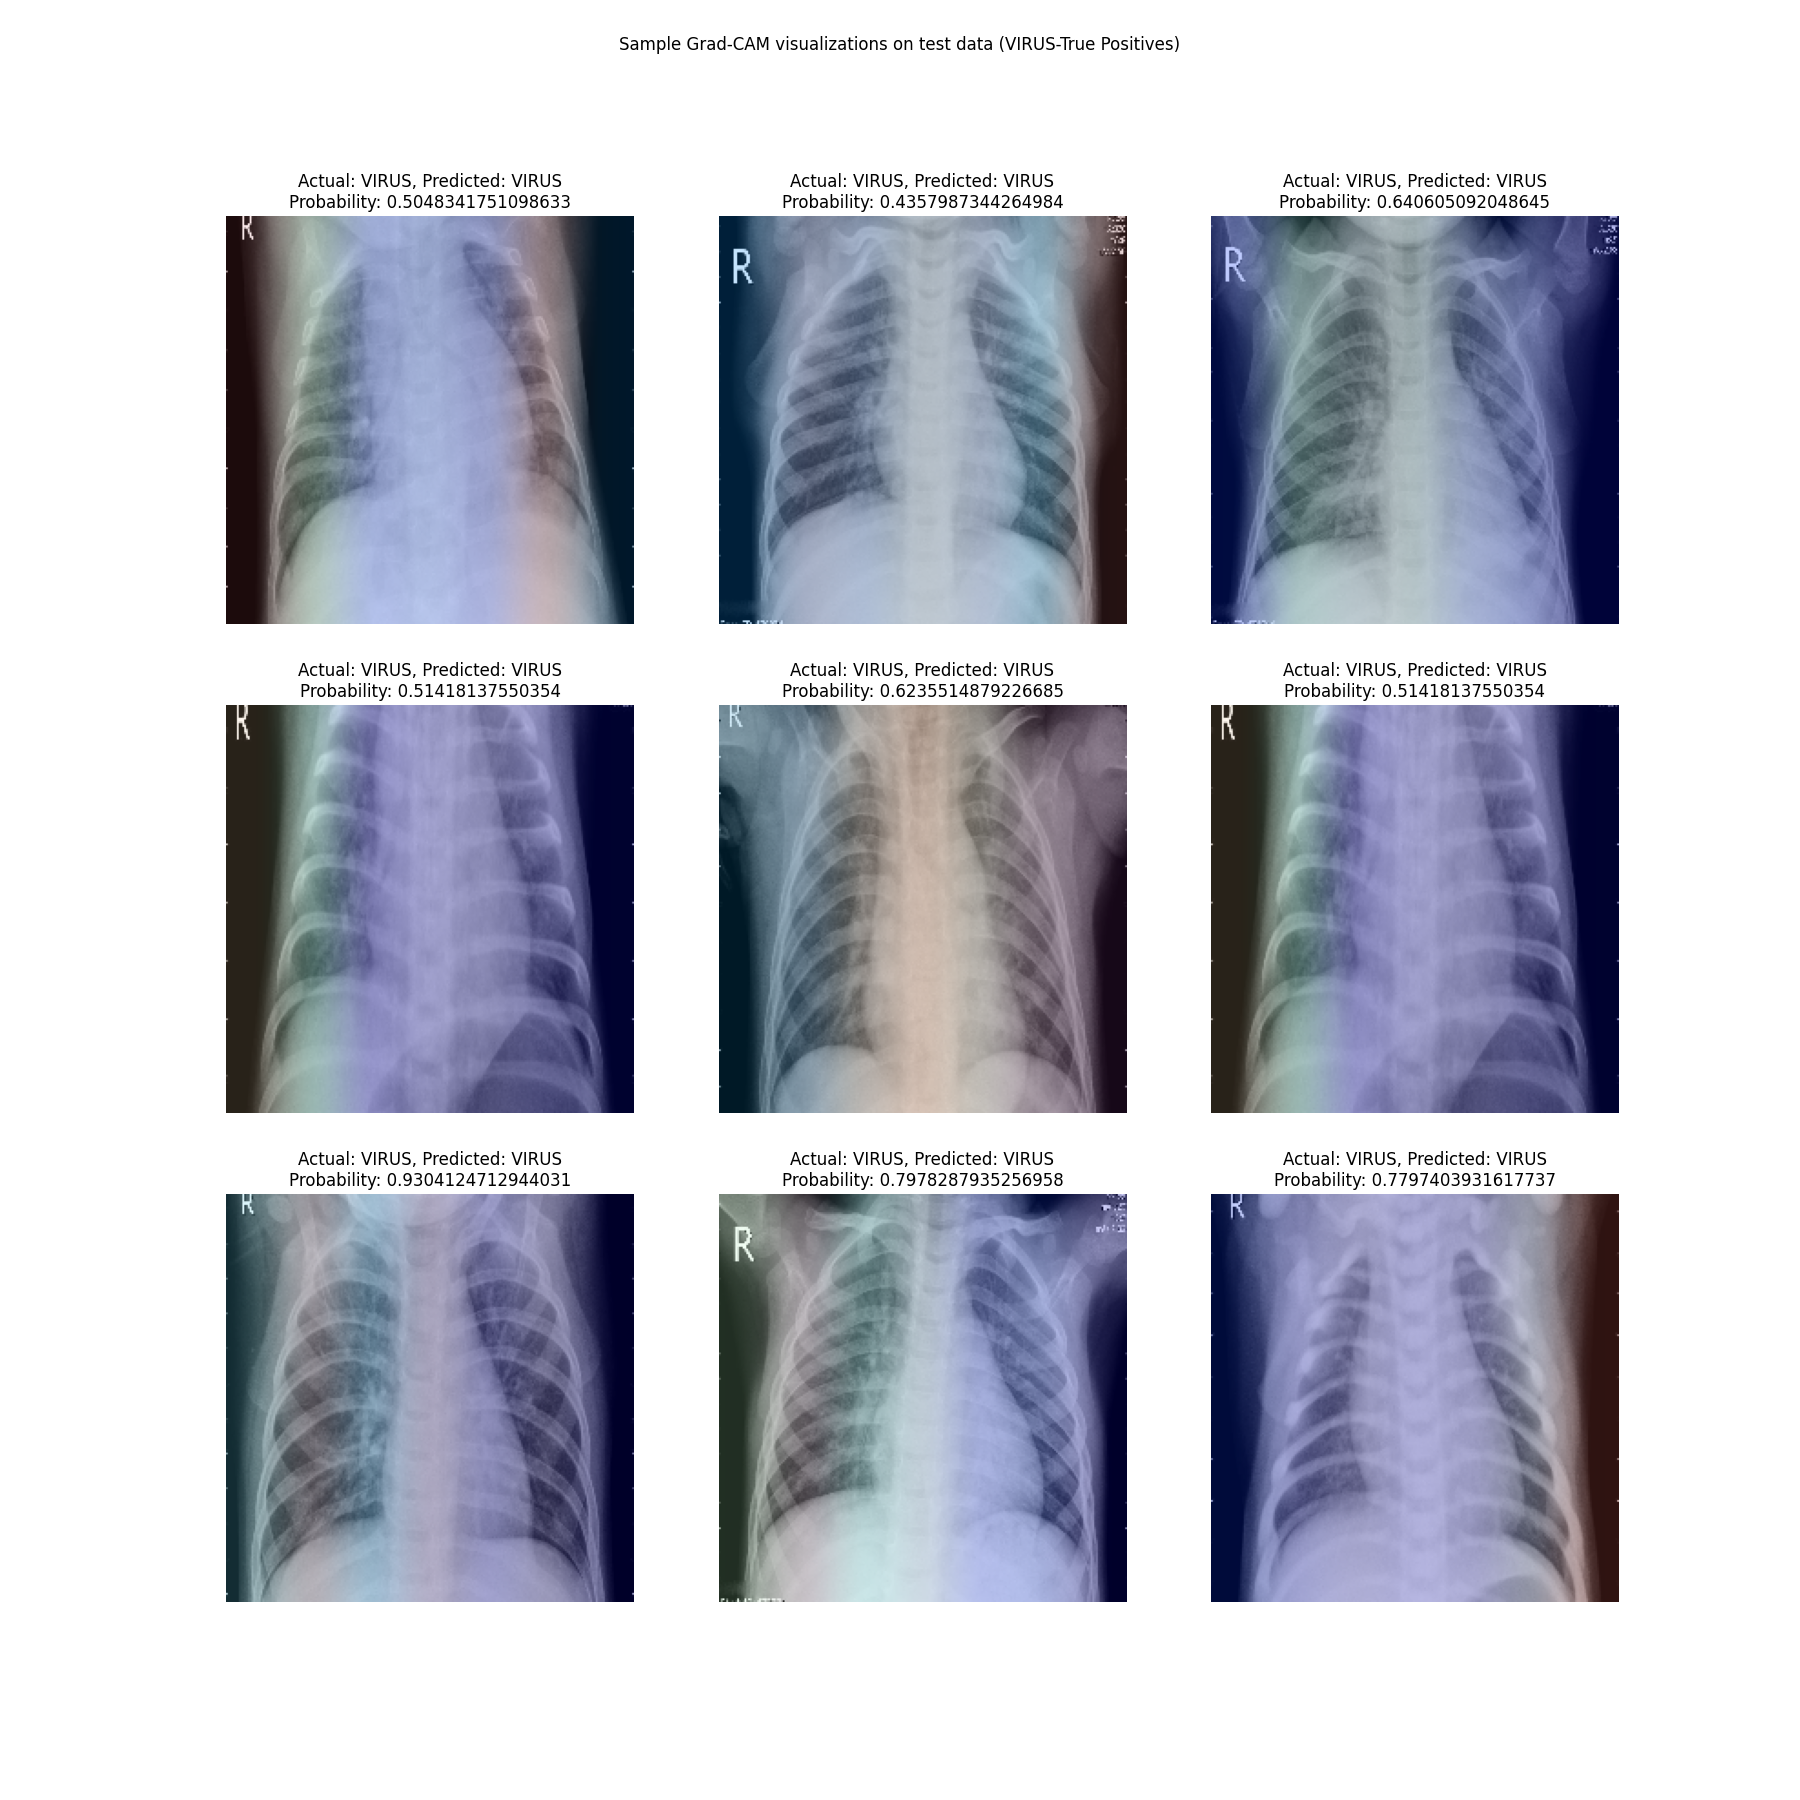 Sample Grad-CAM visualizations on test data (VIRUS-True Positives)
Actual: VIRUS, Predicted: VIRUS
Probability: 0.5048341751098633
R
Actual: VIRUS, Predicted: VIRUS
Probability: 0.4357987344264984
R
Actual: VIRUS, Predicted: VIRUS
Probability: 0.640605092048645
R
Actual: VIRUS, Predicted: VIRUS
Probability: 0.51418137550354
R
Actual: VIRUS, Predicted: VIRUS
Probability: 0.6235514879226685
R
Actual: VIRUS, Predicted: VIRUS
Probability: 0.51418137550354
R
Actual: VIRUS, Predicted: VIRUS
Probability: 0.9304124712944031
R
Actual: VIRUS, Predicted: VIRUS
Probability: 0.7978287935256958
R
Actual: VIRUS, Predicted: VIRUS
Probability: 0.7797403931617737
R